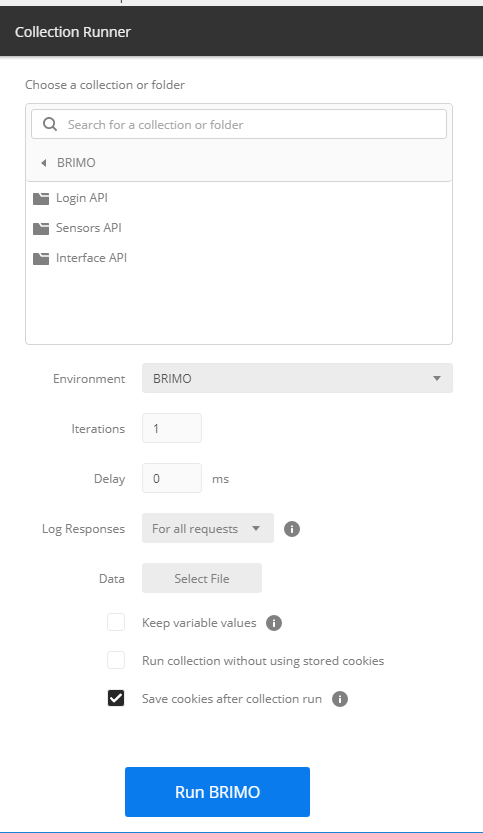 Collection Runner
Choose a collection or folder
Search for a collection or folder
BRIMO
Login API
Sensors API
Interface API
Environment BRIMO
Iterations 1
Delay 0 ms
Log Responses For all requests
Data Select File
Keep variable values
Run collection without using stored cookies
Save cookies after collection run
Run BRIMO